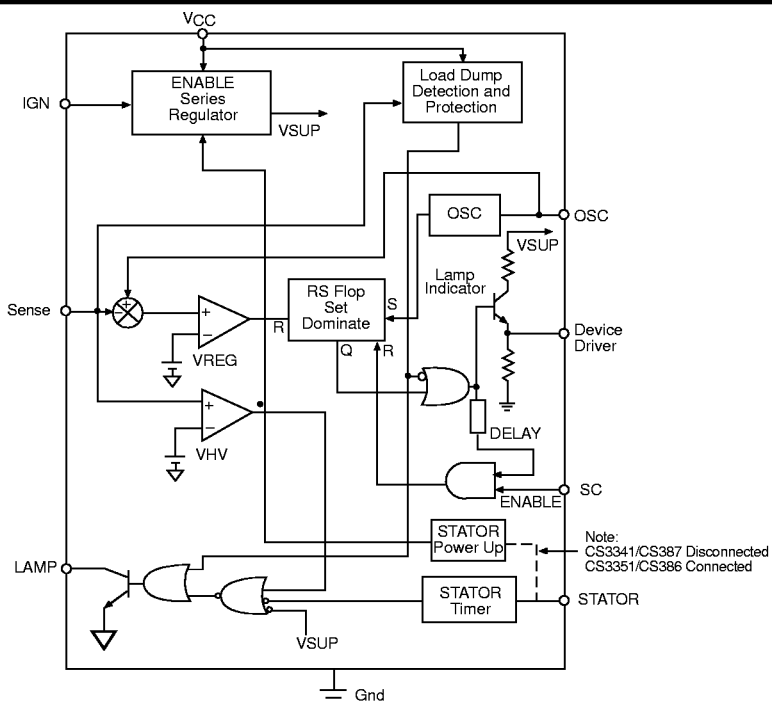 VCC
ENABLE
Series
Regulator
Load Dump
Detection and
Protection
IGN
VSUP
OSC
OSC
VSUP
Lamp
Indicator
Sense
+
−
+
−
VREG
R
RS Flop
Set
Dominate
S
Q
R
Device
Driver
+
−
VHV
DELAY
ENABLE
SC
STATOR
Power Up
Note:
CS3341/CS387 Disconnected
CS3351/CS386 Connected
LAMP
STATOR
Timer
STATOR
VSUP
Gnd